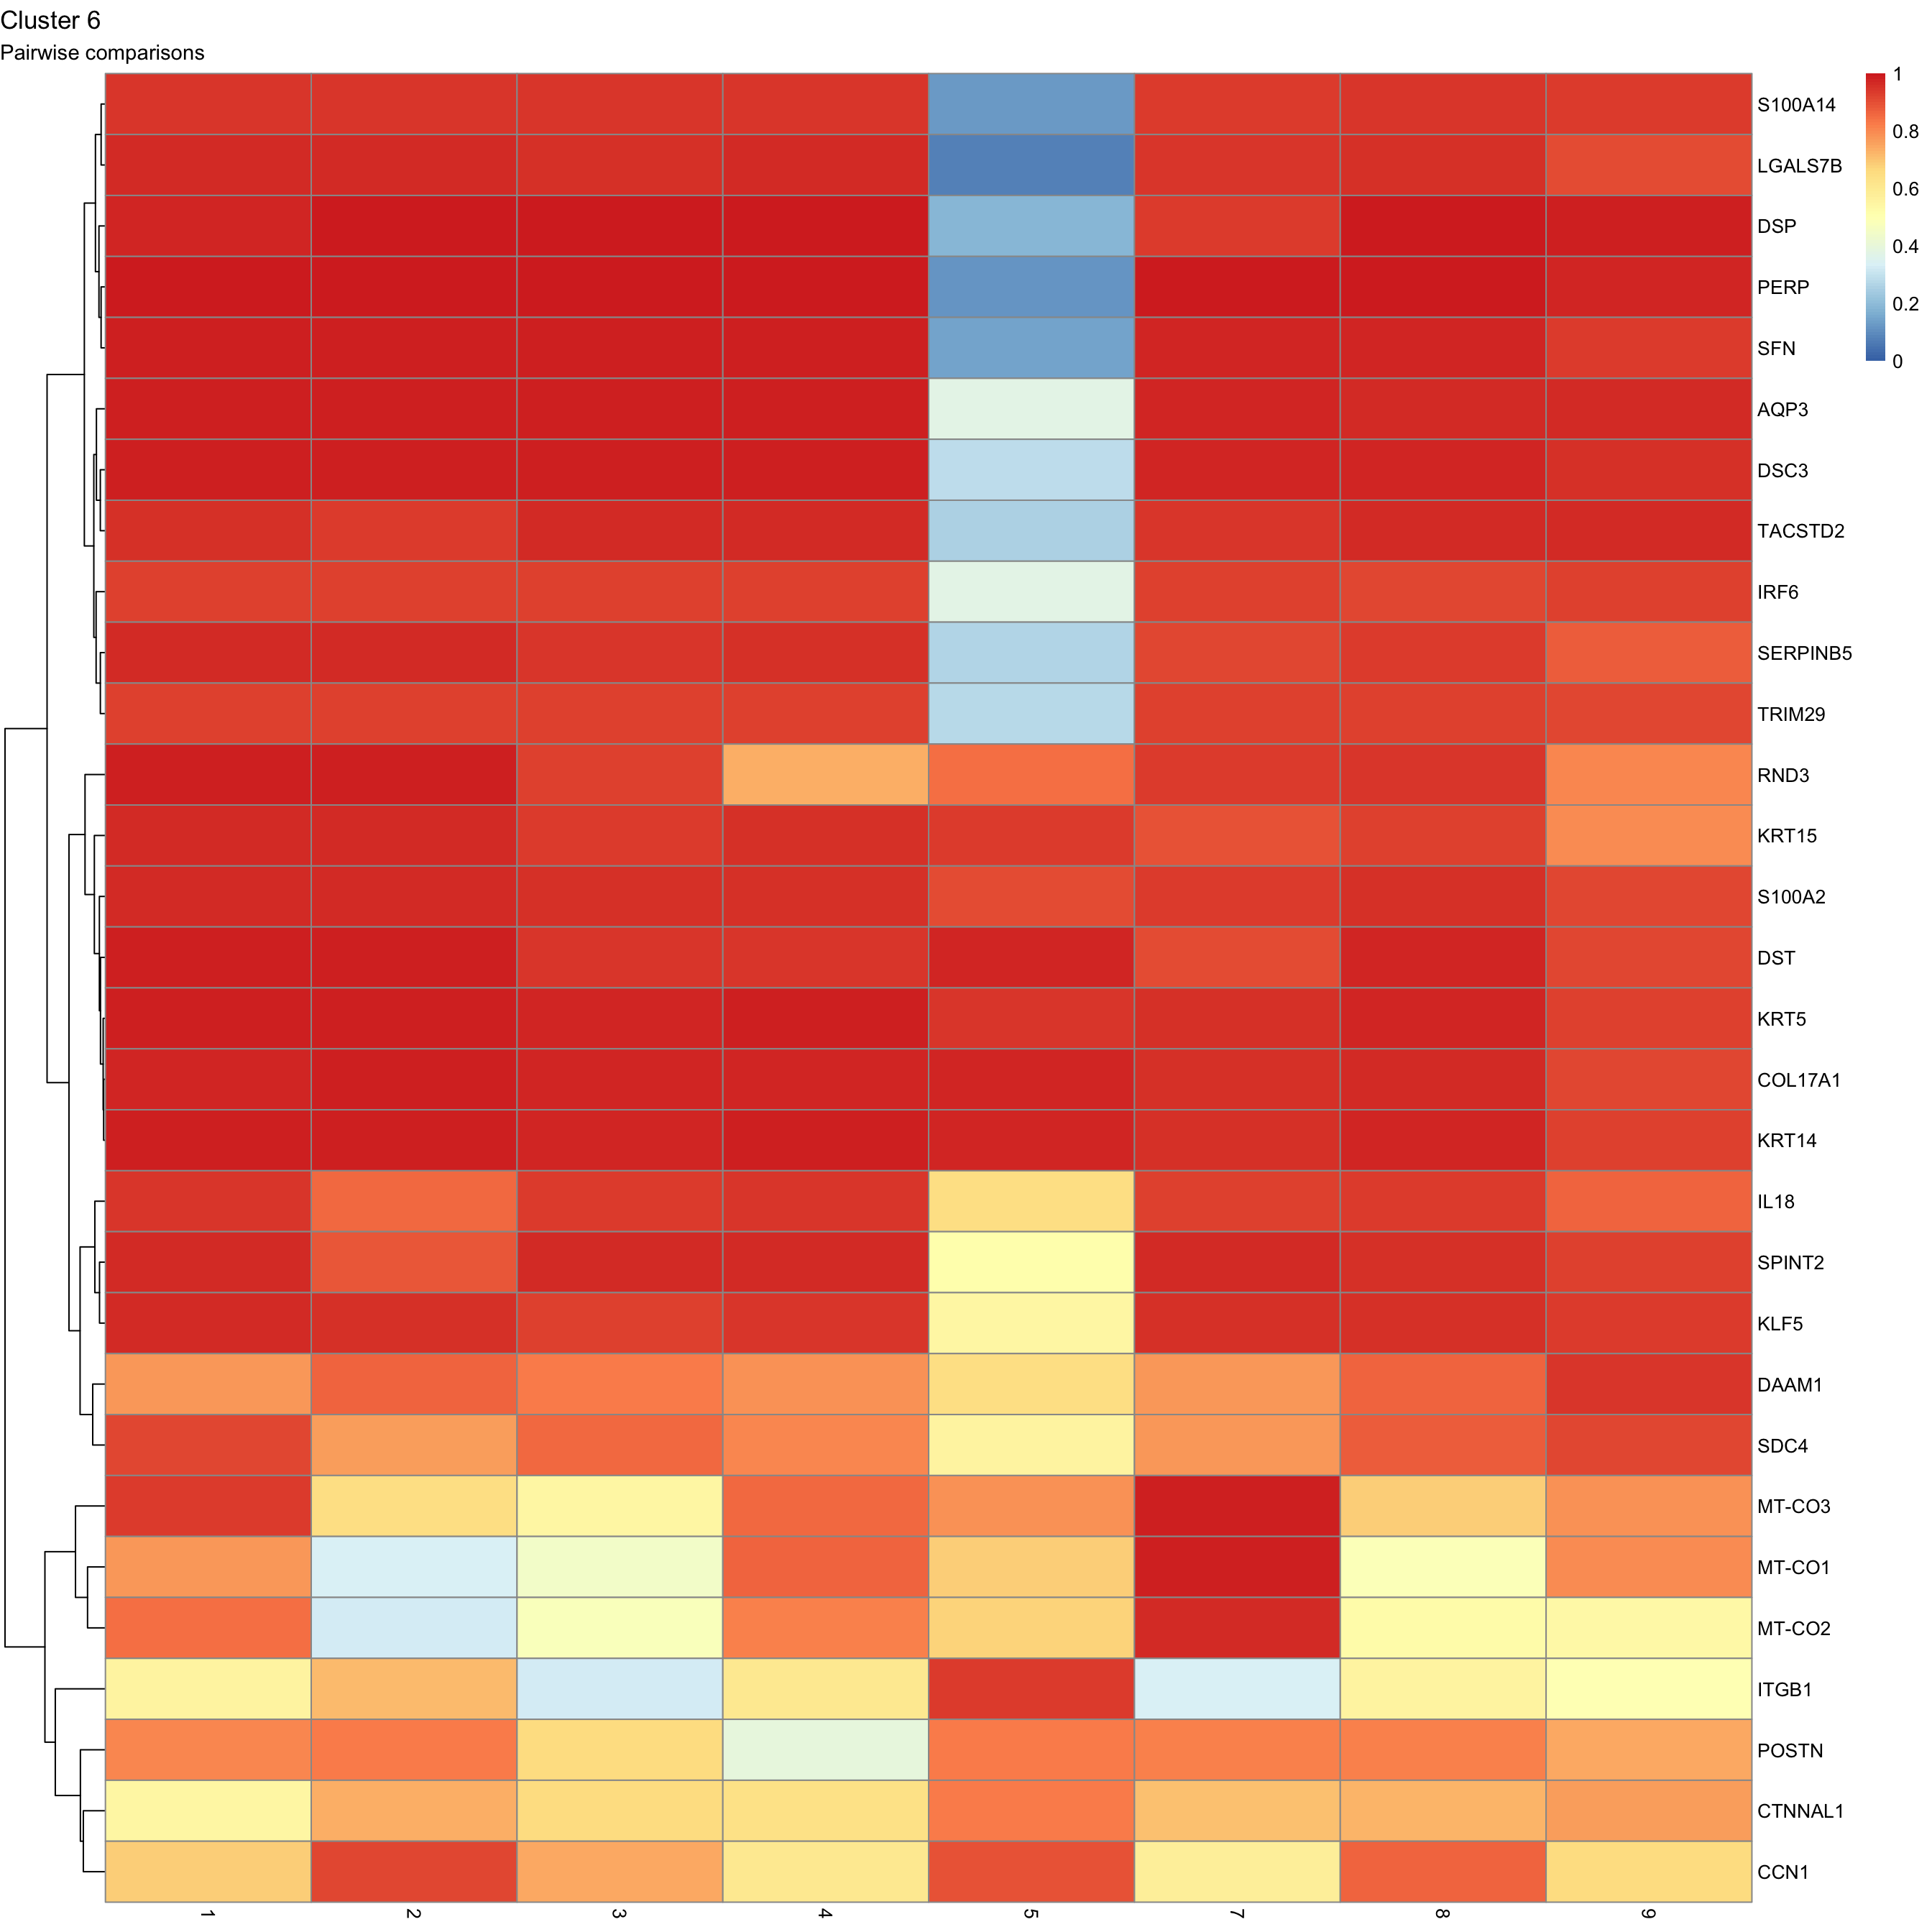 Cluster 6
Pairwise comparisons
1
0.8
0.6
0.4
0.2
0
S100A14
LGALS7B
DSP
PERP
SFN
AQP3
DSC3
TACSTD2
IRF6
SERPINB5
TRIM29
RND3
KRT15
S100A2
DST
KRT5
COL17A1
KRT14
IL18
SPINT2
KLF5
DAAM1
SDC4
MT-CO3
MT-CO1
MT-CO2
ITGB1
POSTN
CTNNAL1
CCN1
1 2 3 4 5 7 8 9